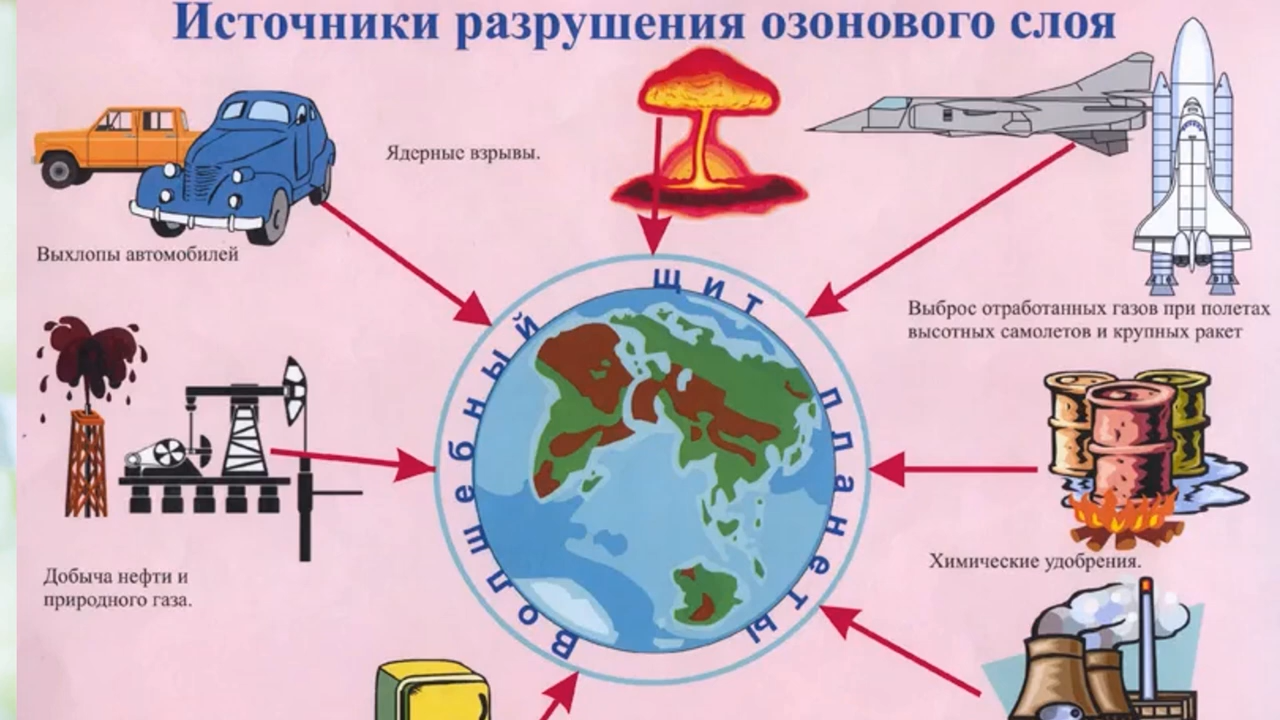 Источники разрушения озонового слоя
Ядерные взрывы.
Выхлопы автомобилей
Выброс отработанных газов при полетах
высотных самолетов и крупных ракет
Волшебный щит планеты
Добыча нефти и
природного газа.
Химические удобрения.